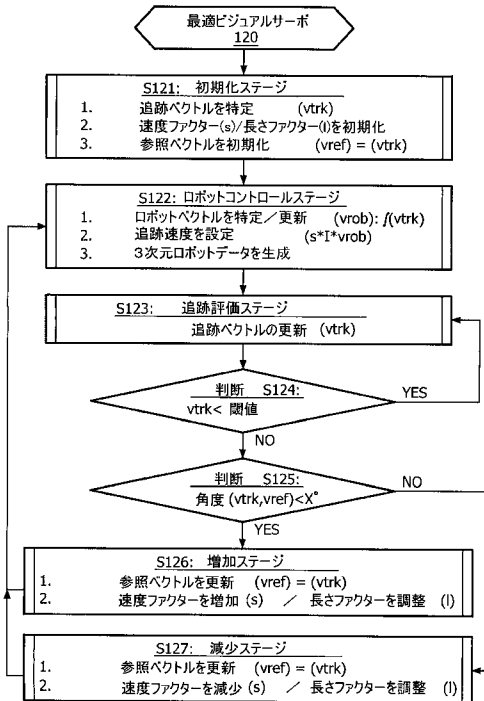 最適ビジュアルサーボ
120
S121: 初期化ステージ
1. 追跡ベクトルを特定 (vtrk)
2. 速度ファクター(s)/長さファクター(l)を初期化
3. 参照ベクトルを初期化 (vref) = (vtrk)
S122: ロボットコントロールステージ
1. ロボットベクトルを特定／更新 (vrob): f(vtrk)
2. 追跡速度を設定 (s*I*vrob)
3. 3次元ロボットデータを生成
S123: 追跡評価ステージ
追跡ベクトルの更新 (vtrk)
判断 S124:
vtrk< 閾値
YES
NO
判断 S125:
角度 (vtrk,vref)<X°
NO
YES
S126: 増加ステージ
1. 参照ベクトルを更新 (vref) = (vtrk)
2. 速度ファクターを増加 (s) ／ 長さファクターを調整 (l)
S127: 減少ステージ
1. 参照ベクトルを更新 (vref) = (vtrk)
2. 速度ファクターを減少 (s) ／ 長さファクターを調整 (l)